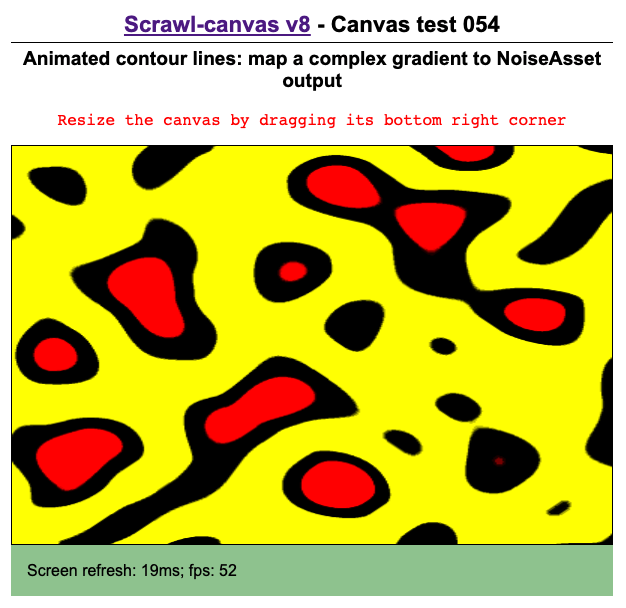 Scrawl-canvas v8 - Canvas test 054
Animated contour lines: map a complex gradient to NoiseAsset
output
Resize the canvas by dragging its bottom right corner
Screen refresh: 19ms; fps: 52